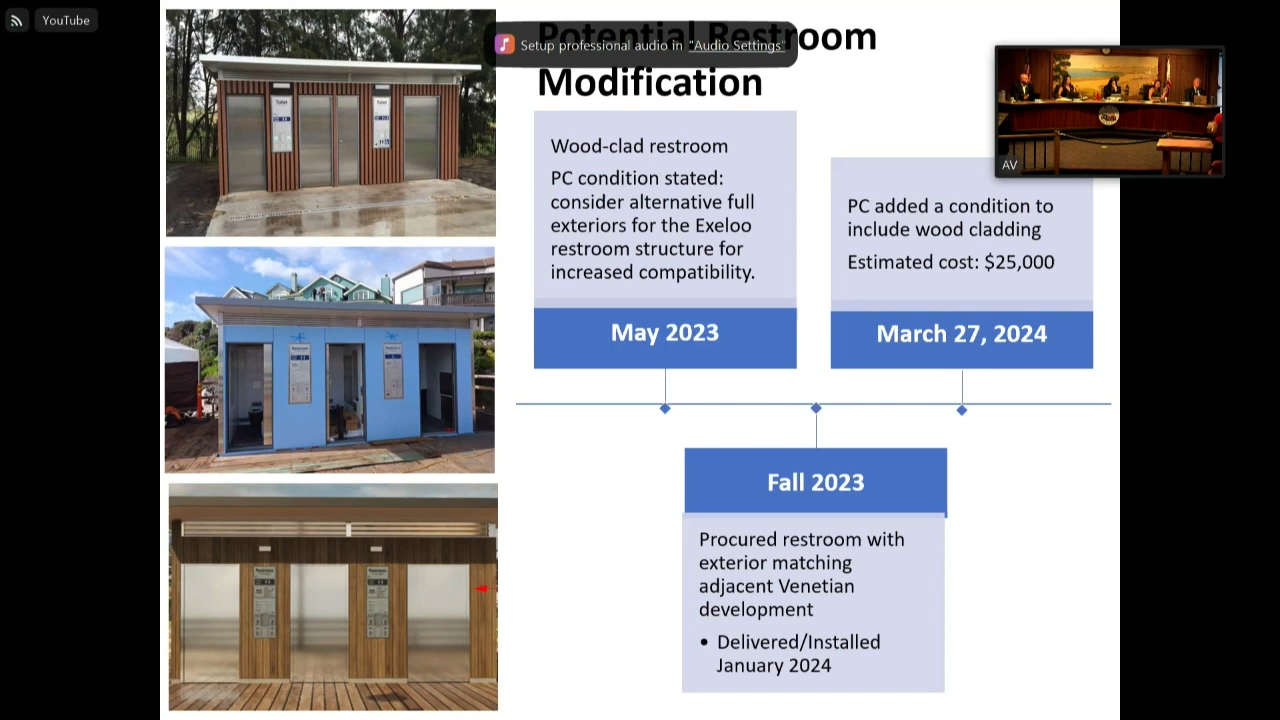 YouTube
Potential Restroom
Setup professional audio in "Audio Settings"
Modification
Wood-clad restroom
PC condition stated:
consider alternative full
exteriors for the Exeloo
restroom structure for
increased compatibility.
May 2023
AV
PC added a condition to
include wood cladding
Estimated cost: $25,000
March 27, 2024
Fall 2023
Procured restroom with
exterior matching
adjacent Venetian
development
• Delivered/Installed
January 2024